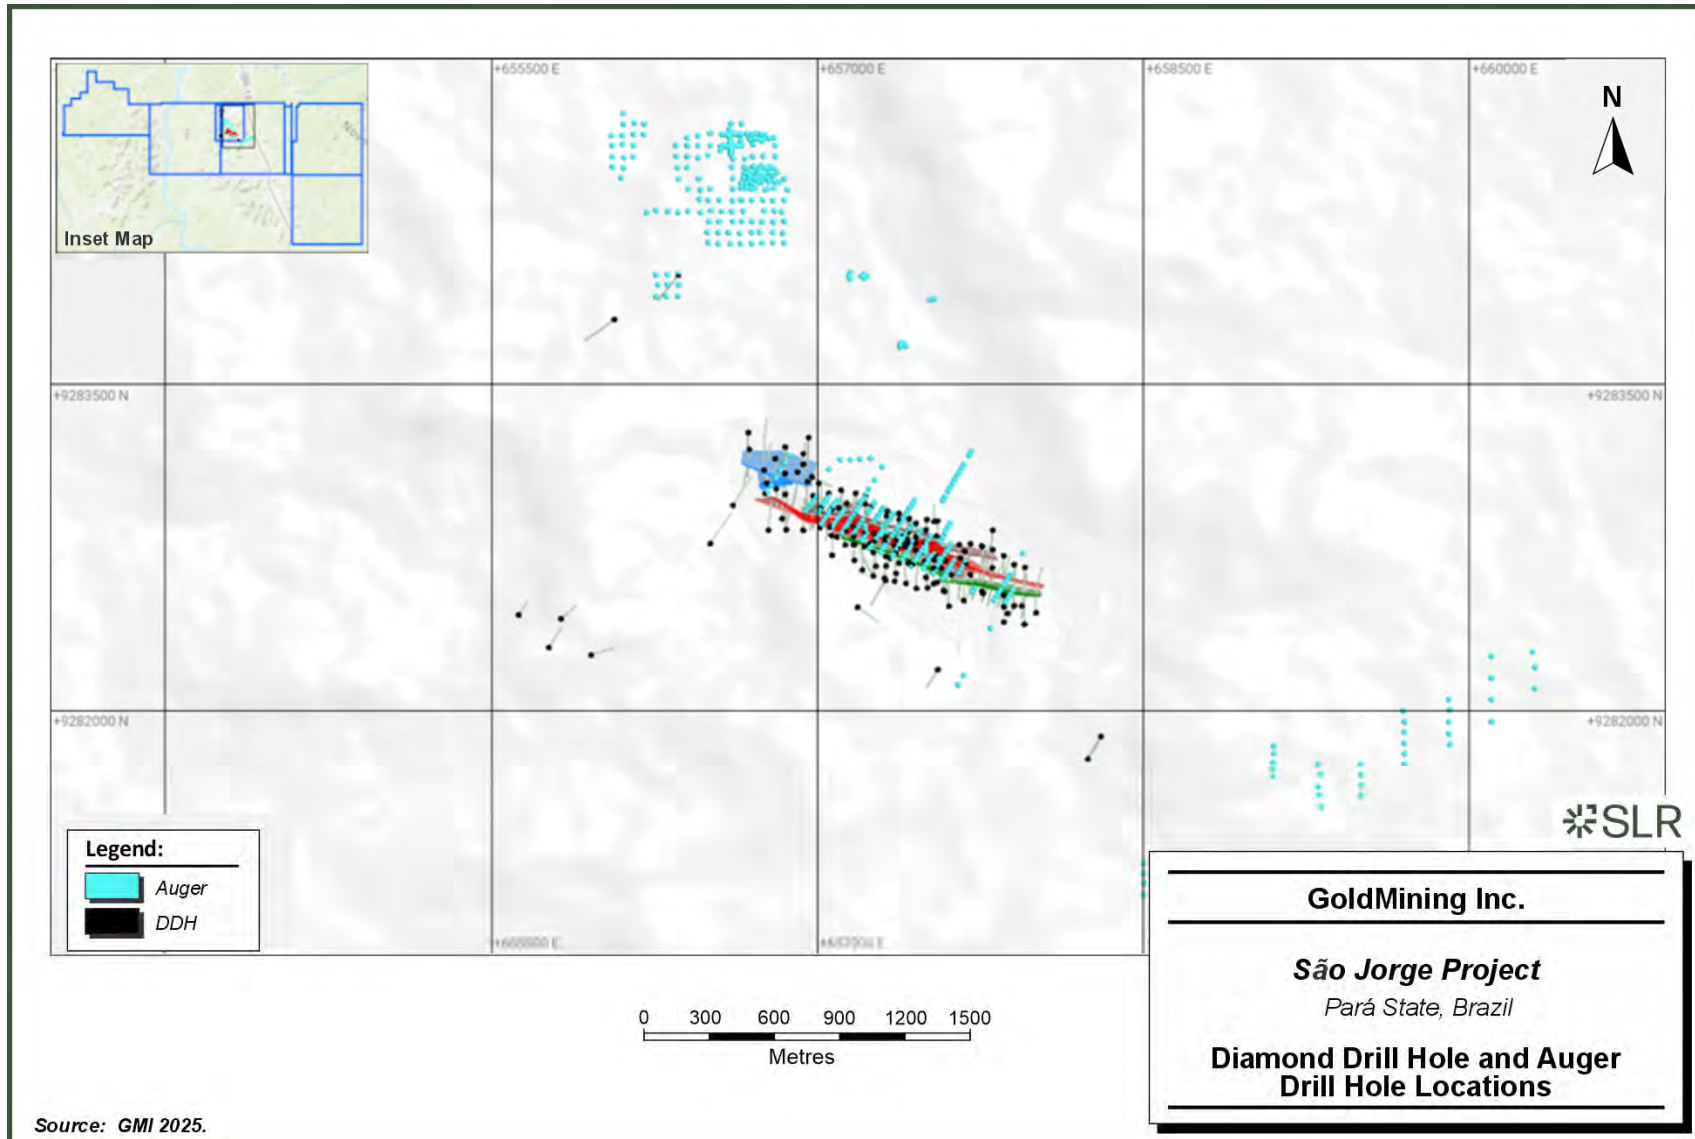 +655500 E
+657000 E
+658500 E
+660000 E
N
Inset Map
+9283500 N
+9283500 N
+9282000 N
+9282000 N
Legend:
Auger
DDH
SLR
GoldMining Inc.
São Jorge Project
Pará State, Brazil
Diamond Drill Hole and Auger
Drill Hole Locations
0 300 600 900 1200 1500
Metres
Source: GMI 2025.